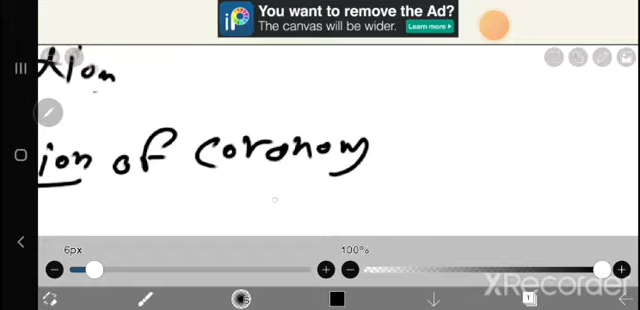 You want to remove the Ad?
The canvas will be wider.
Learn more >
tion
ion of coronary
6px
100%
1
XRecorder